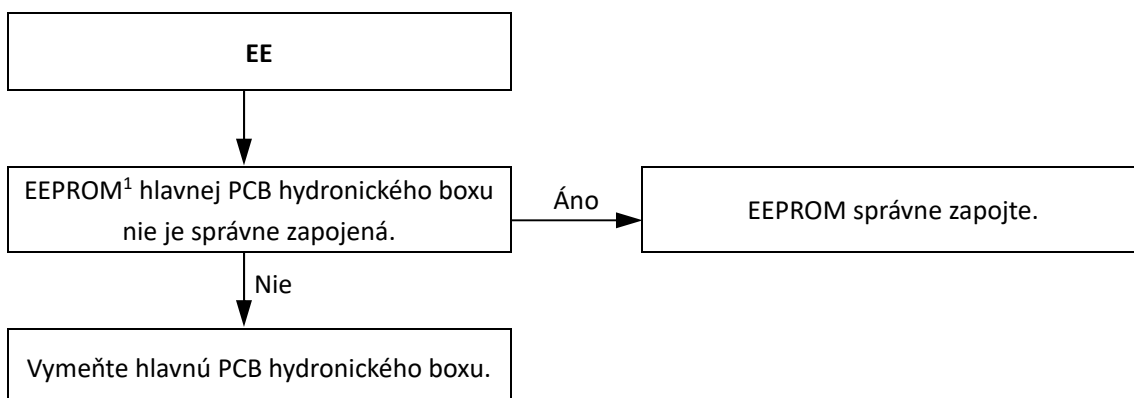 EE
EEPROM¹ hlavnej PCB hydronického boxu
nie je správne zapojená.
Áno
EEPROM správne zapojte.
Nie
Vymeňte hlavnú PCB hydronického boxu.